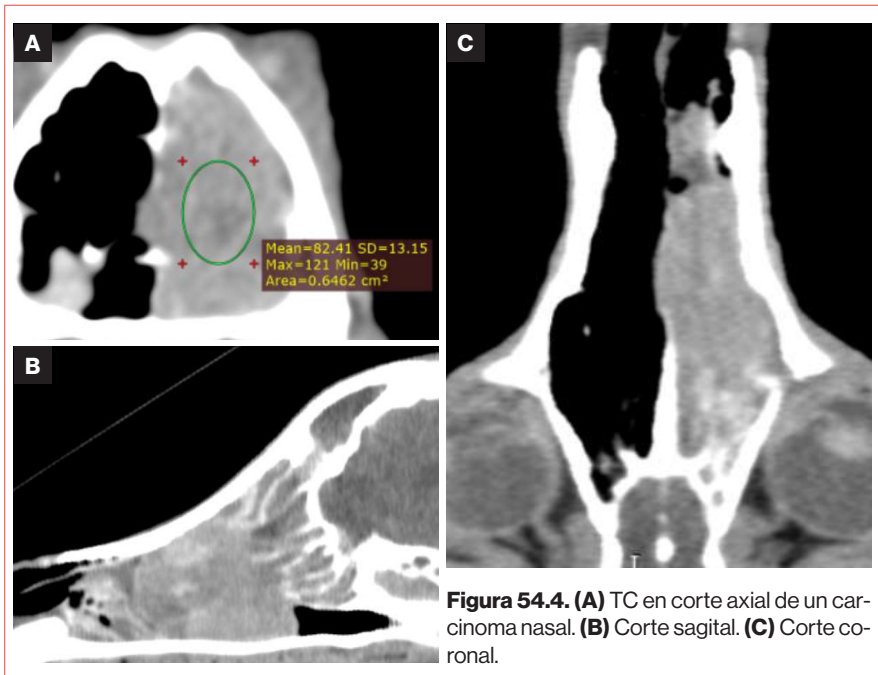 A
Mean=82.41 SD=13.15
Max=121 Min=39
Area=0.6462 cm²
B
C
Figura 54.4. (A) TC en corte axial de un car-
cinoma nasal. (B) Corte sagital. (C) Corte co-
ronal.